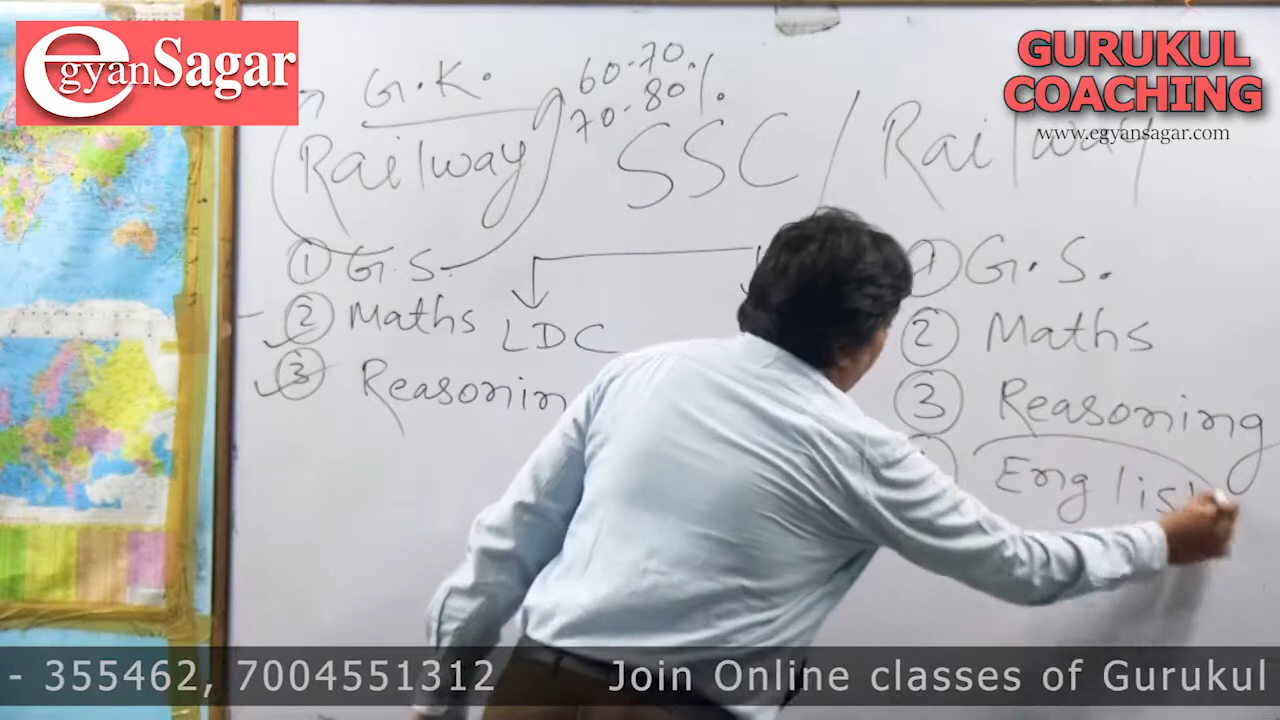 egyanSagar
GURUKUL
COACHING
www.egyansagar.com
G.K.
60-70.
70-80%.
Railway
SSC / Railway
1 G.S.
2 Maths
3 Reasonin
LDC
1 G.S.
2 Maths
3 Reasoning
English
- 355462, 7004551312 Join Online classes of Gurukul